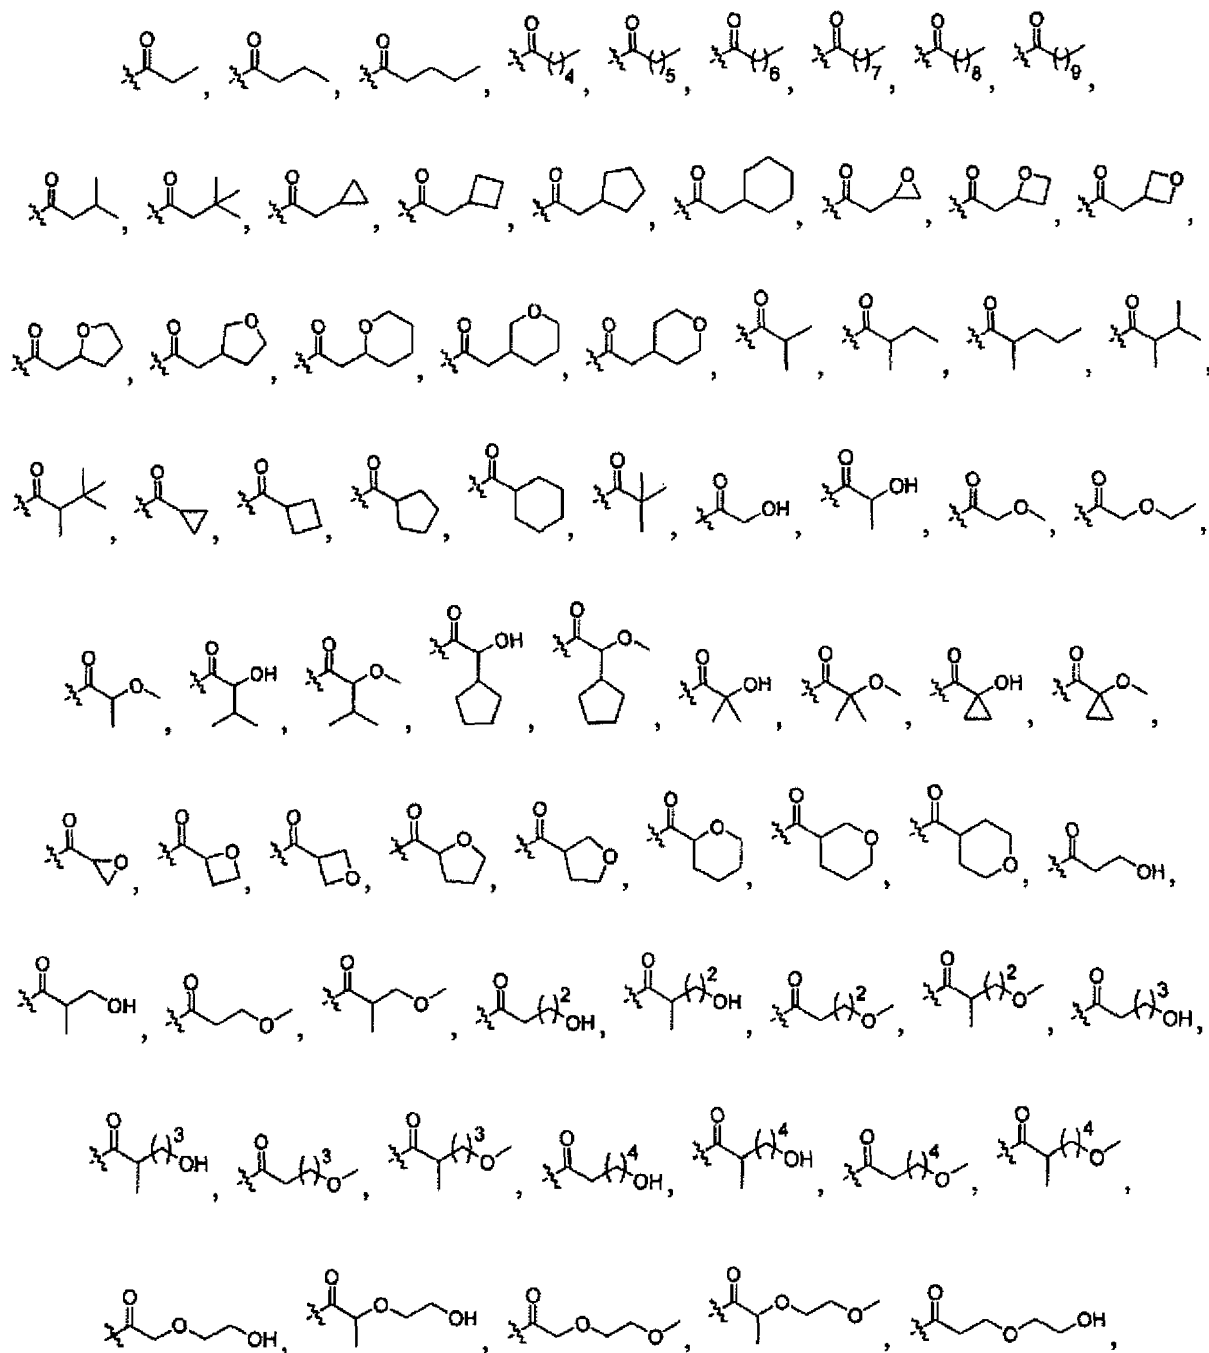 O , O , O , O ( )4 , O ( )5 , O ( )6 , O ( )7 , O ( )8 , O ( )9 ,
O , O , O , O , O , O , O O , O O , O O ,
O O , O O , O O , O O , O O , O , O , O , O ,
O , O , O , O , O , O , O OH , O OH , O O , O O ,
O O , O OH , O O , O OH , O O , O OH , O O , O OH , O O ,
O O , O O , O O , O O , O O , O O , O O , O O , O OH ,
O OH , O O , O O , O ( )2 OH , O ( )2 OH , O ( )2 O , O ( )2 O , O ( )3 OH ,
O ( )3 OH , O ( )3 O , O ( )3 O , O ( )4 OH , O ( )4 OH , O ( )4 O , O ( )4 O ,
O O OH , O O OH , O O O , O O O , O O OH ,